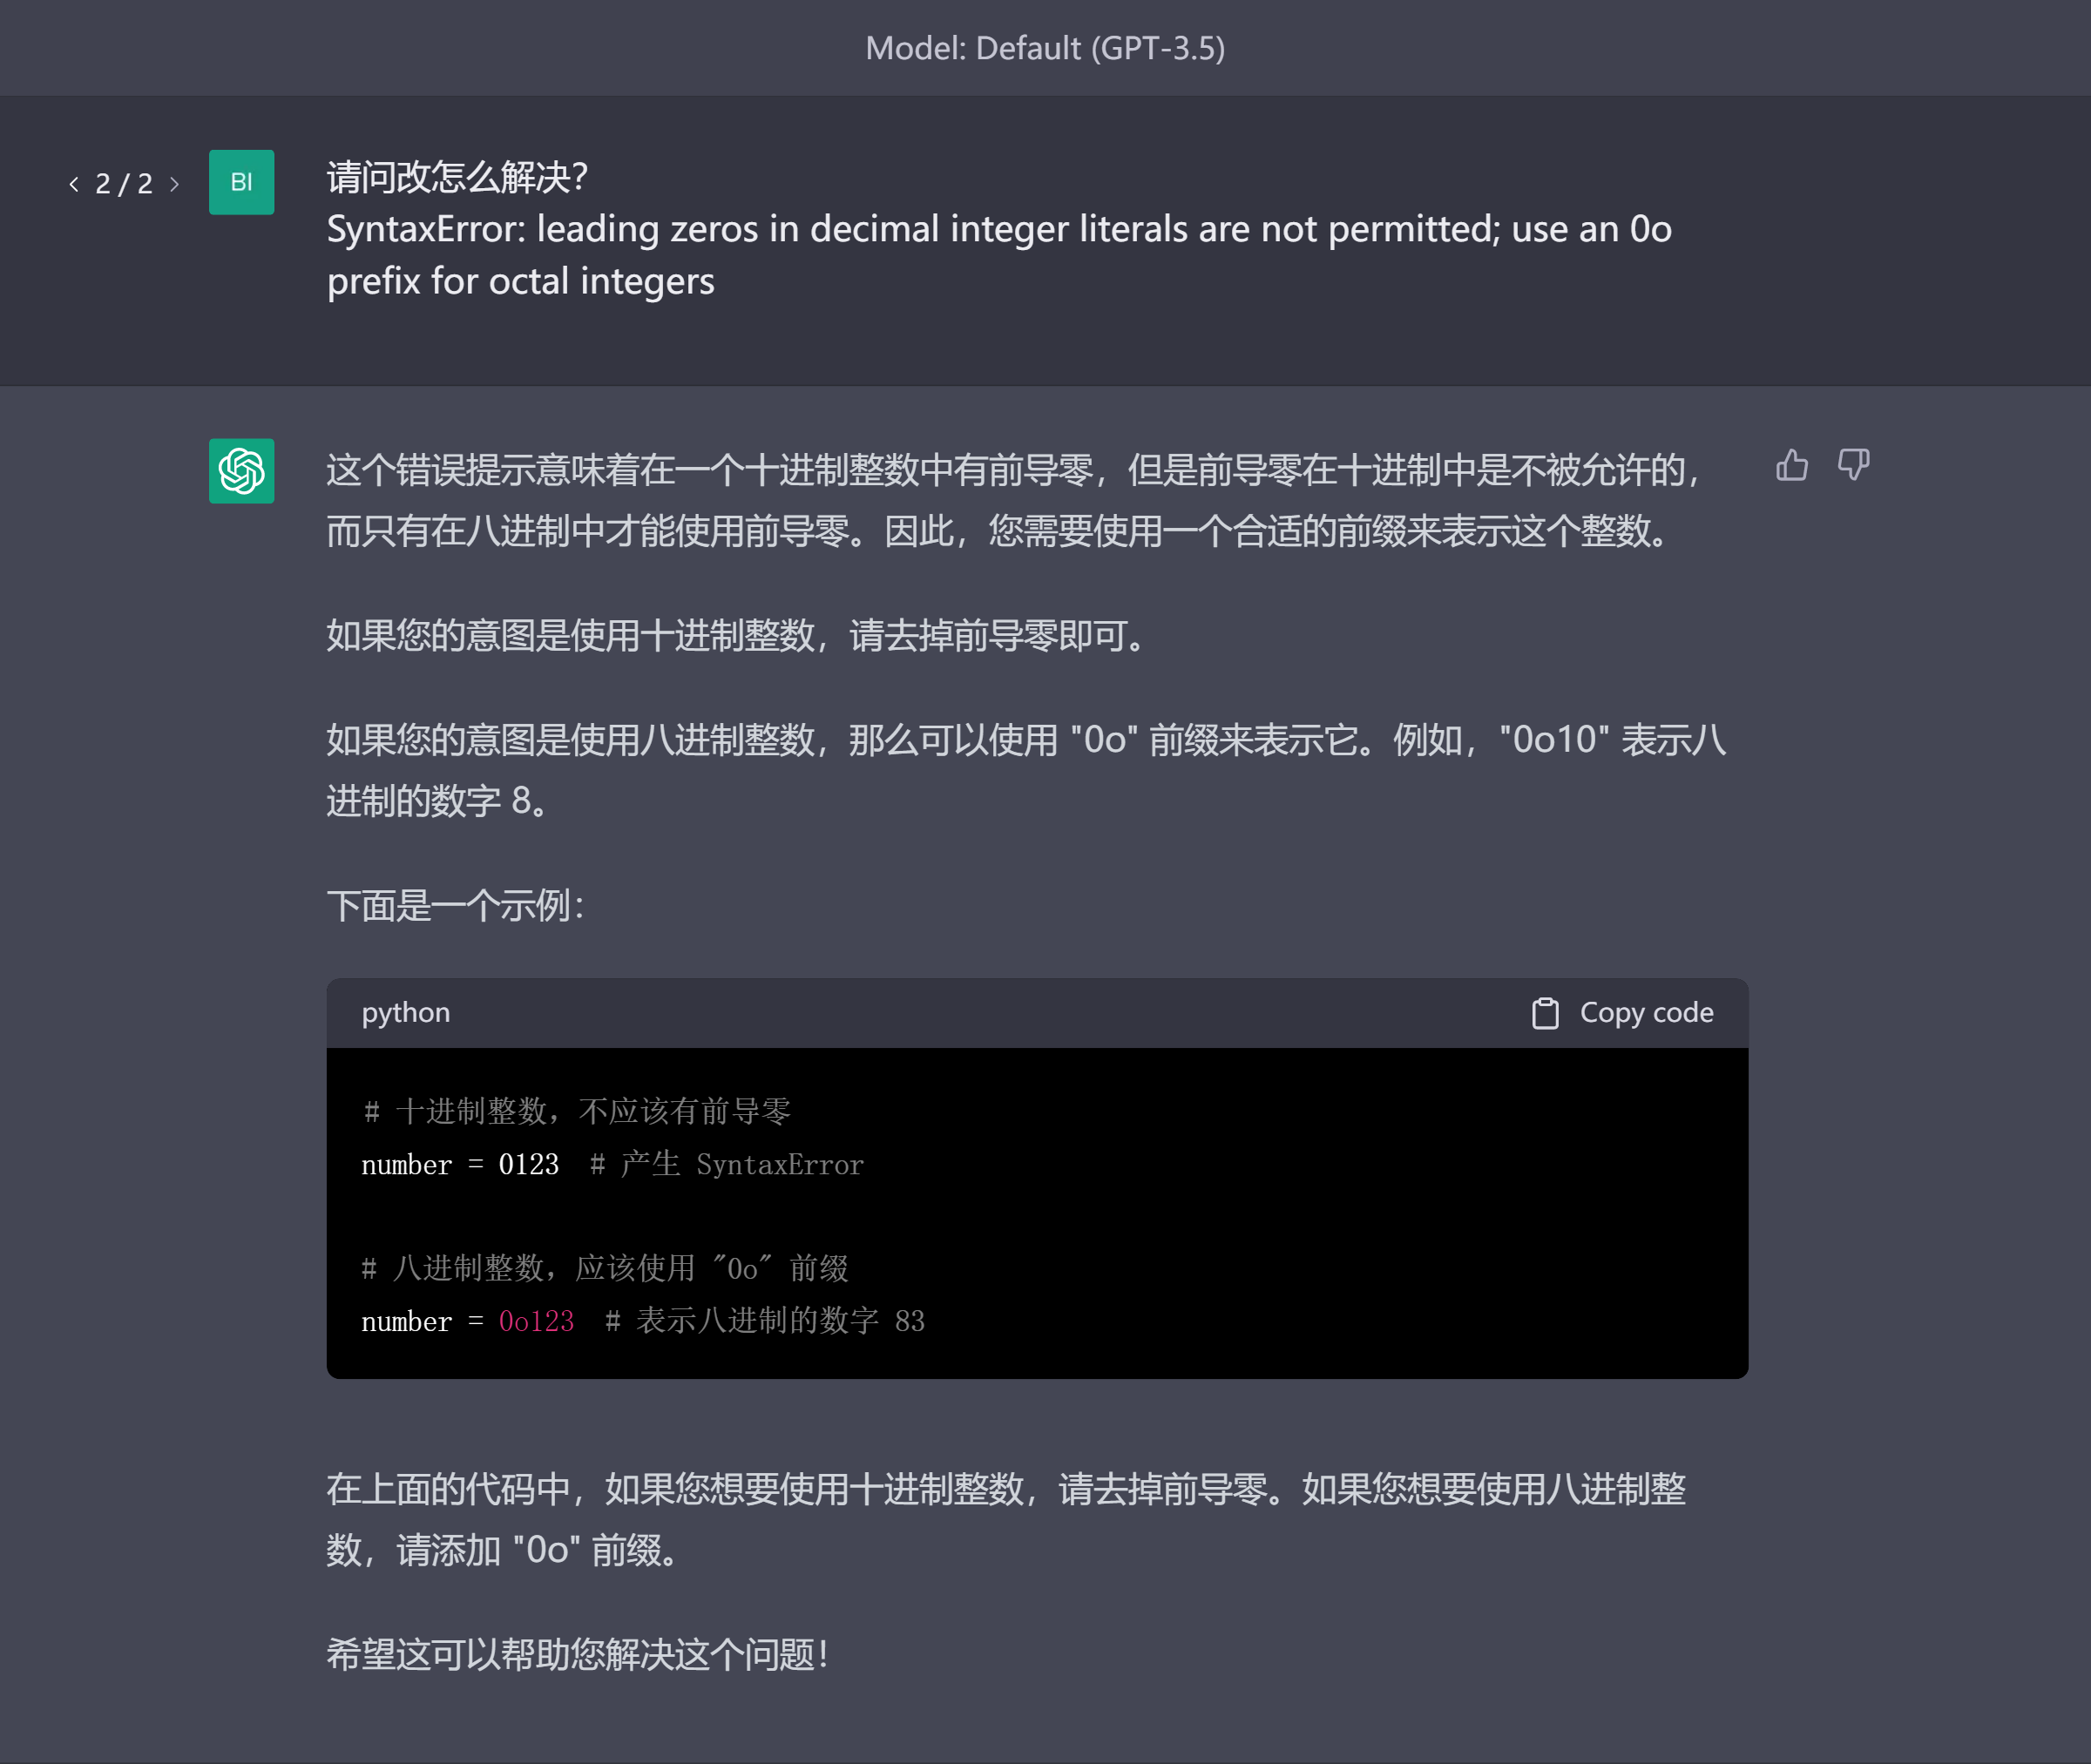 Model: Default (GPT-3.5)
2 / 2
BI
请问改怎么解决？
SyntaxError: leading zeros in decimal integer literals are not permitted; use an 0o
prefix for octal integers
这个错误提示意味着在一个十进制整数中有前导零，但是前导零在十进制中是不被允许的，
而只有在八进制中才能使用前导零。因此，您需要使用一个合适的前缀来表示这个整数。
如果您的意图是使用十进制整数，请去掉前导零即可。
如果您的意图是使用八进制整数，那么可以使用 "0o" 前缀来表示它。例如，"0o10" 表示八
进制的数字 8。
下面是一个示例：
python
Copy code
# 十进制整数，不应该有前导零
number = 0123  # 产生 SyntaxError
# 八进制整数，应该使用 "0o" 前缀
number = 0o123  # 表示八进制的数字 83
在上面的代码中，如果您想要使用十进制整数，请去掉前导零。如果您想要使用八进制整
数，请添加 "0o" 前缀。
希望这可以帮助您解决这个问题！